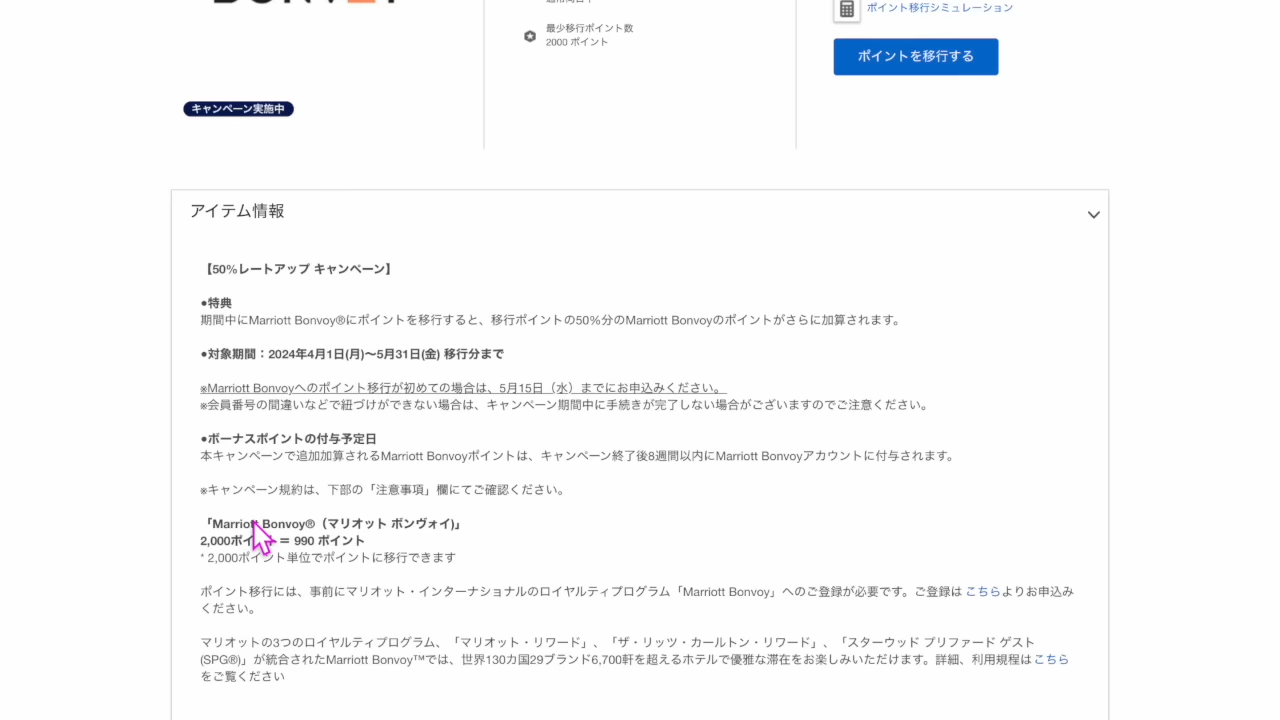 ポイント移行シミュレーション
最少移行ポイント数
2000 ポイント
ポイントを移行する
キャンペーン実施中
アイテム情報
【50%レートアップ キャンペーン】
●特典
期間中にMarriott Bonvoy®にポイントを移行すると、移行ポイントの50%分のMarriott Bonvoyのポイントがさらに加算されます。
●対象期間：2024年4月1日(月)〜5月31日(金) 移行分まで
※Marriott Bonvoyへのポイント移行が初めての場合は、5月15日（水）までにお申込みください。
※会員番号の間違いなどで紐づけができない場合は、キャンペーン期間中に手続きが完了しない場合がございますのでご注意ください。
●ボーナスポイントの付与予定日
本キャンペーンで追加加算されるMarriott Bonvoyポイントは、キャンペーン終了後8週間以内にMarriott Bonvoyアカウントに付与されます。
※キャンペーン規約は、下部の「注意事項」欄にてご確認ください。
「Marriott Bonvoy®（マリオット ボンヴォイ)」
2,000ポイント ＝ 990 ポイント
* 2,000ポイント単位でポイントに移行できます
ポイント移行には、事前にマリオット・インターナショナルのロイヤルティプログラム「Marriott Bonvoy」へのご登録が必要です。ご登録は こちらよりお申込み
ください。
マリオットの3つのロイヤルティプログラム、「マリオット・リワード」、「ザ・リッツ・カールトン・リワード」、「スターウッド プリファード ゲスト
(SPG®)」が統合されたMarriott Bonvoy™では、世界130カ国29ブランド6,700軒を超えるホテルで優雅な滞在をお楽しみいただけます。詳細、利用規程は こちら
をご覧ください